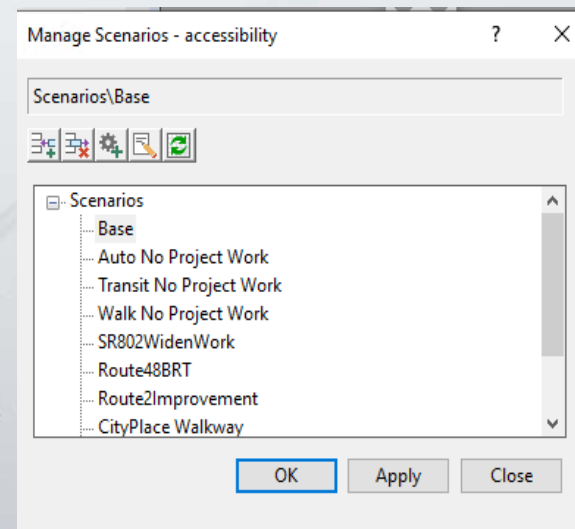 Manage Scenarios - accessibility ?
Scenarios\Base
Scenarios
Base
Auto No Project Work
Transit No Project Work
Walk No Project Work
SR802WidenWork
Route48BRT
Route2Improvement
CityPlace Walkway
OK Apply Close